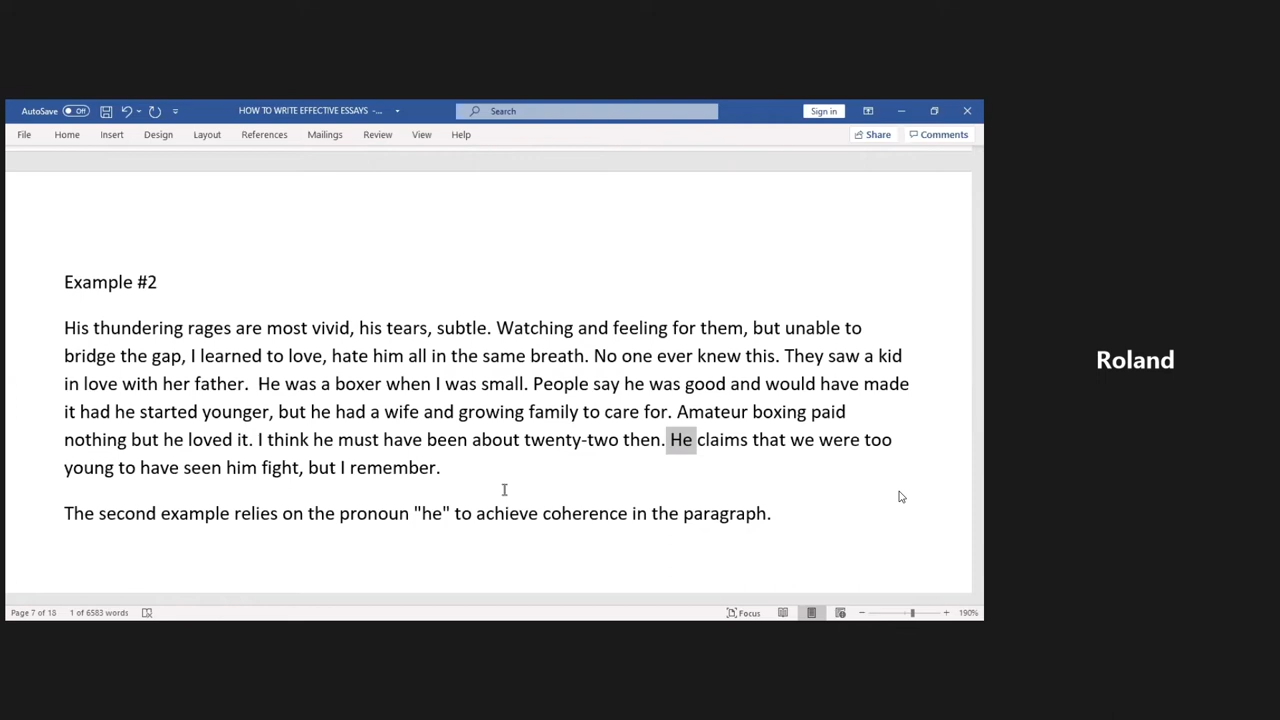 AutoSave Off HOW TO WRITE EFFECTIVE ESSAYS -... Search Sign in
File Home Insert Design Layout References Mailings Review View Help Share Comments
Example #2
His thundering rages are most vivid, his tears, subtle. Watching and feeling for them, but unable to
bridge the gap, I learned to love, hate him all in the same breath. No one ever knew this. They saw a kid
in love with her father.  He was a boxer when I was small. People say he was good and would have made
it had he started younger, but he had a wife and growing family to care for. Amateur boxing paid
nothing but he loved it. I think he must have been about twenty-two then. He claims that we were too
young to have seen him fight, but I remember.
The second example relies on the pronoun "he" to achieve coherence in the paragraph.
Page 7 of 18 1 of 6583 words Focus 190%
Roland